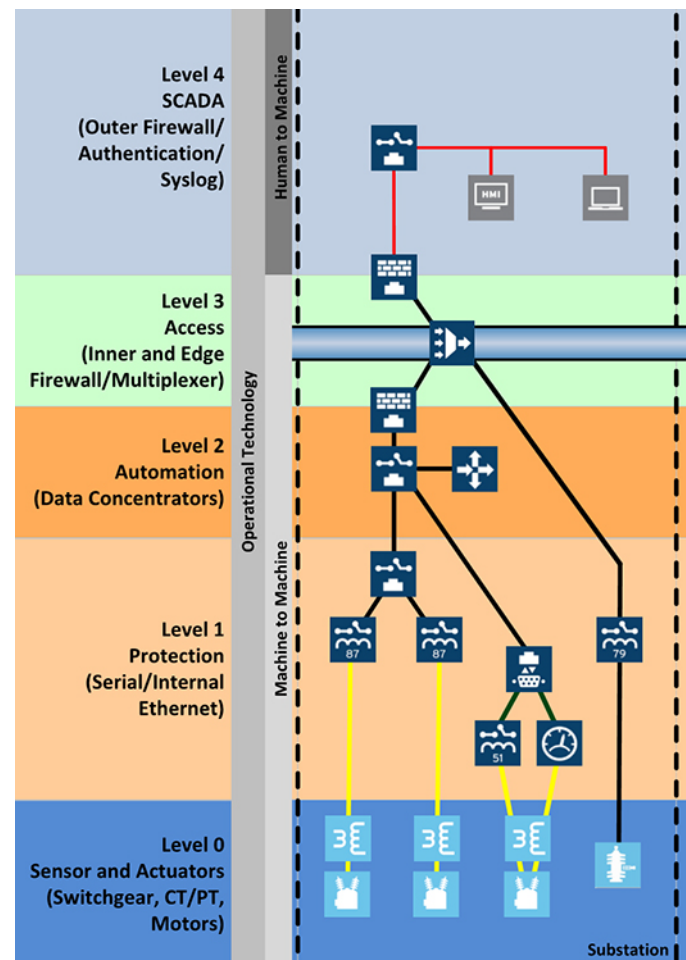 Level 4
SCADA
(Outer Firewall/
Authentication/
Syslog)
Human to Machine
HMI
Level 3
Access
(Inner and Edge
Firewall/Multiplexer)
Operational Technology
Level 2
Automation
(Data Concentrators)
Machine to Machine
Level 1
Protection
(Serial/Internal
Ethernet)
87
87
79
51
Level 0
Sensor and Actuators
(Switchgear, CT/PT,
Motors)
Substation